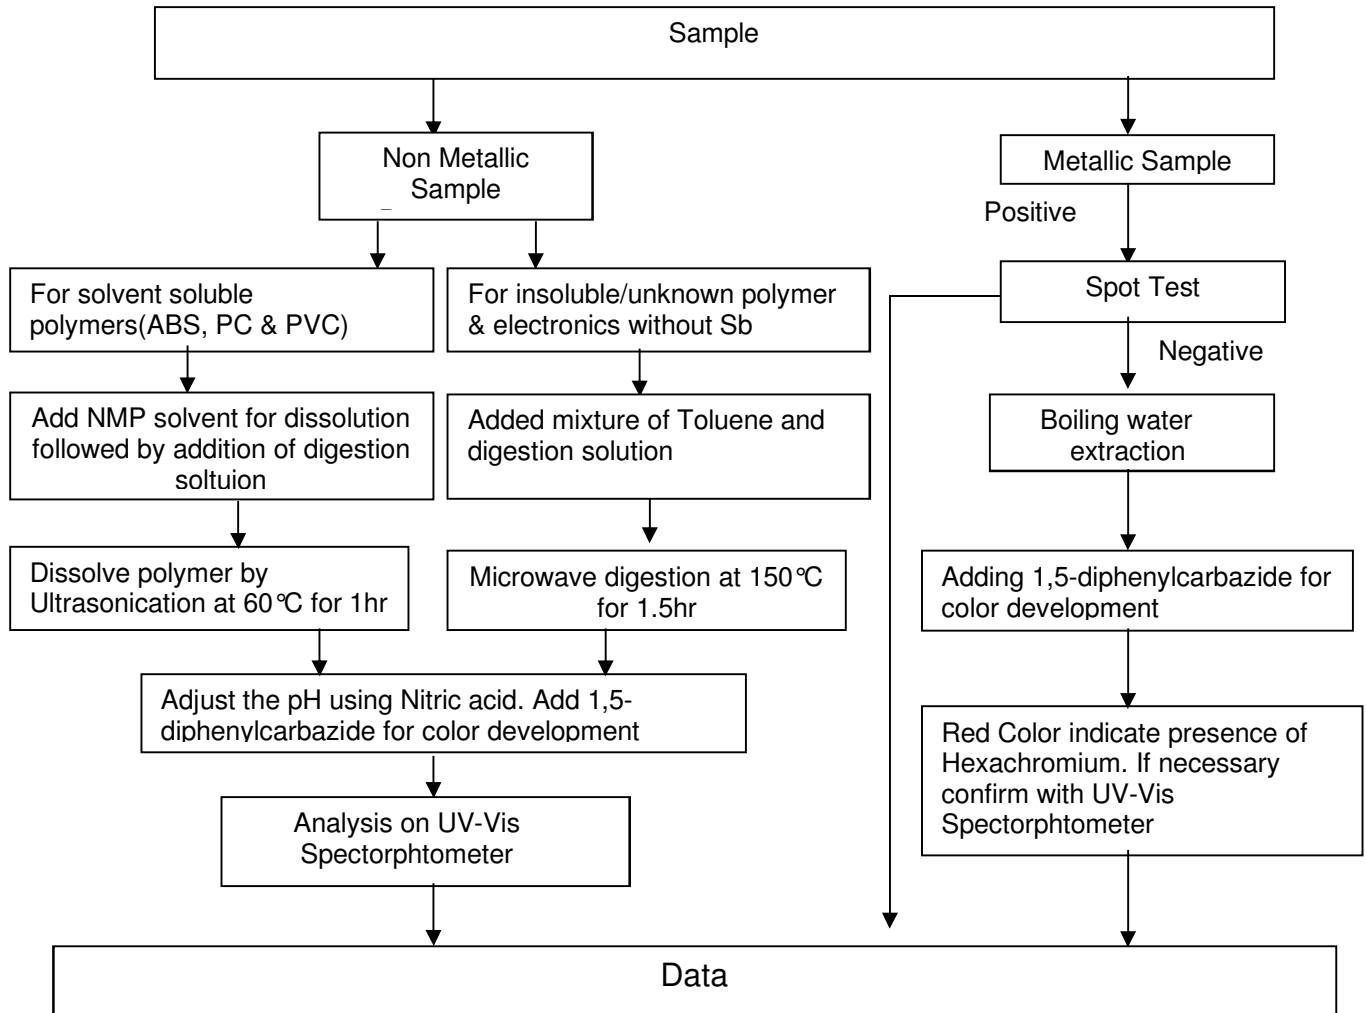 Sample
Non Metallic
Sample
Metallic Sample
Positive
For solvent soluble
polymers(ABS, PC & PVC)
For insoluble/unknown polymer
& electronics without Sb
Spot Test
Negative
Add NMP solvent for dissolution
followed by addition of digestion
soltuion
Added mixture of Toluene and
digestion solution
Boiling water
extraction
Dissolve polymer by
Ultrasonication at 60°C for 1hr
Microwave digestion at 150°C
for 1.5hr
Adding 1,5-diphenylcarbazide for
color development
Adjust the pH using Nitric acid. Add 1,5-
diphenylcarbazide for color development
Red Color indicate presence of
Hexachromium. If necessary
confirm with UV-Vis
Spectorphtometer
Analysis on UV-Vis
Spectorphtometer
Data